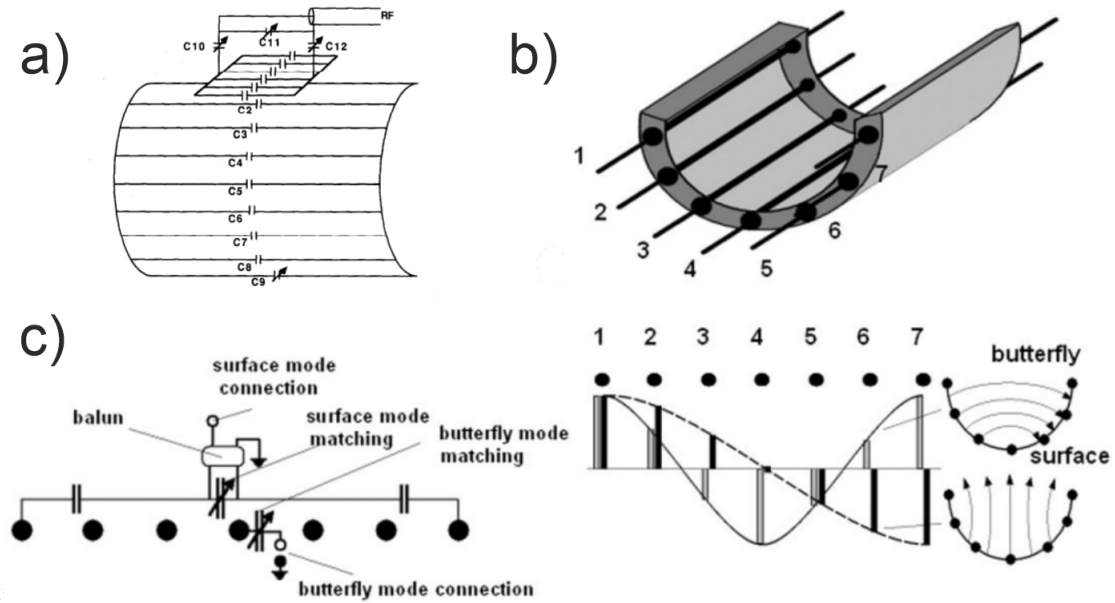 a)
RF
C10
C11
C12
C2
C3
C4
C5
C6
C7
C8
C9
b)
1
2
3
4
5
6
7
c)
surface mode
connection
balun
surface mode
matching
butterfly mode
matching
butterfly mode connection
1 2 3 4 5 6 7
butterfly
surface